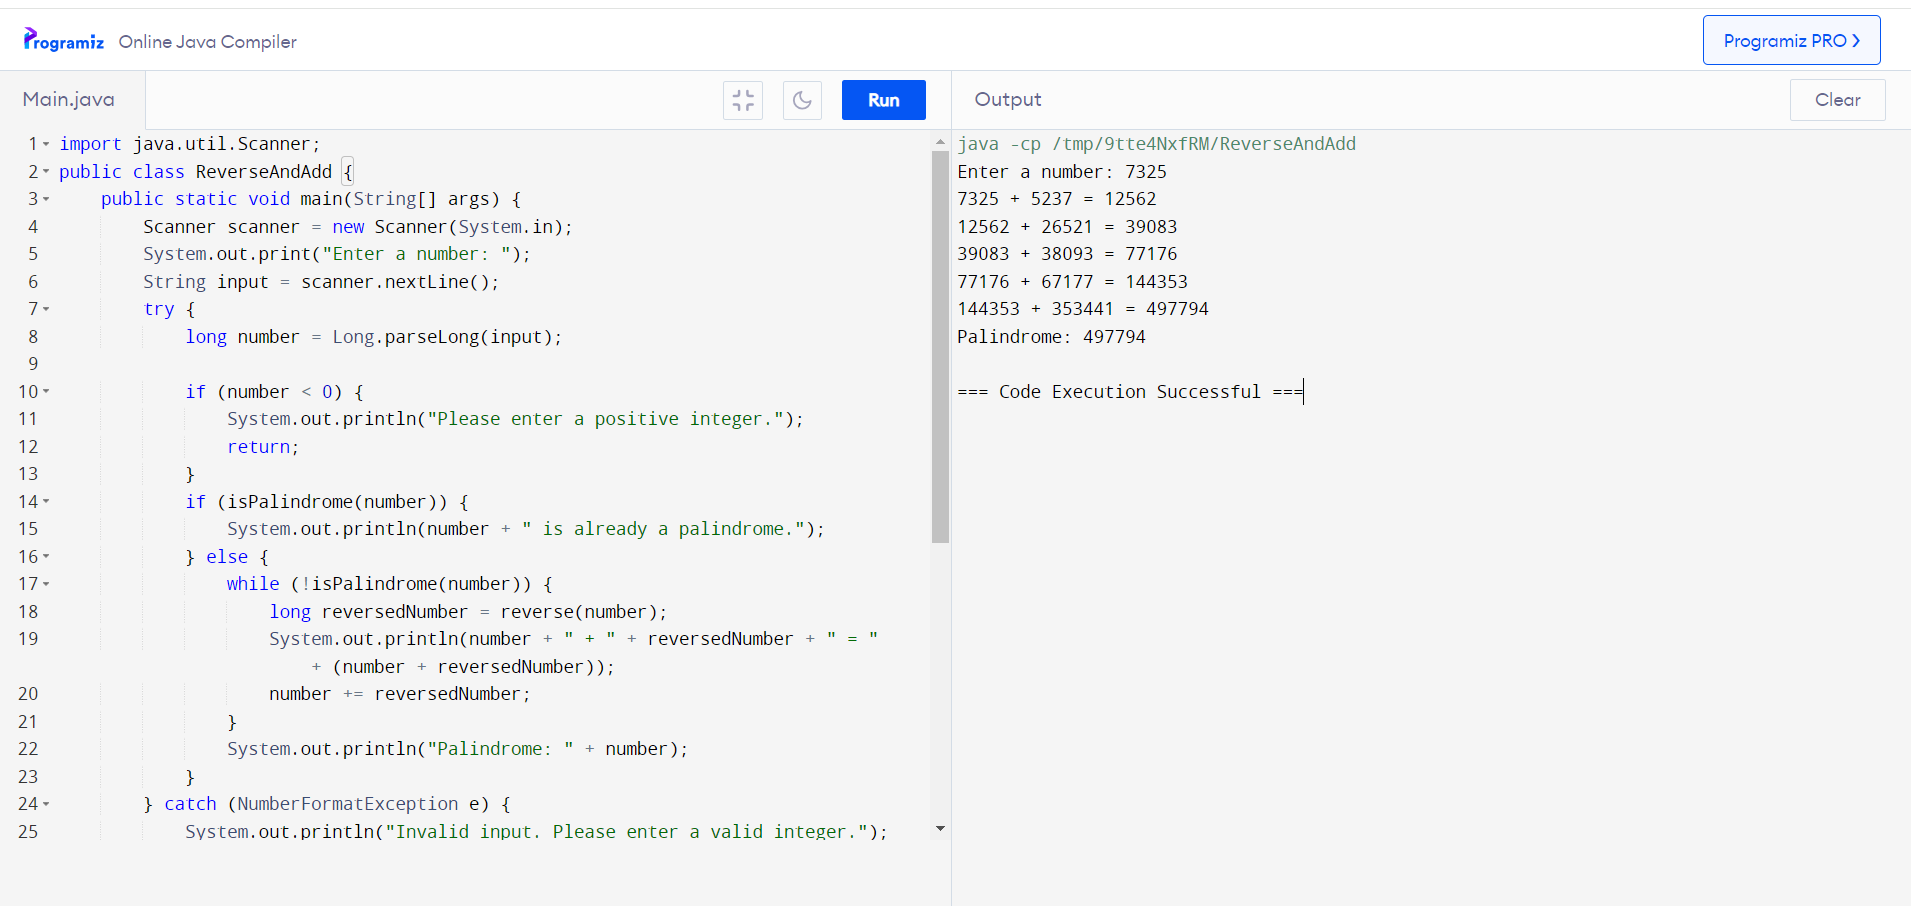 Programiz Online Java Compiler
Programiz PRO
Main.java
Run
1 import java.util.Scanner;
2 public class ReverseAndAdd {
3 public static void main(String[] args) {
4 Scanner scanner = new Scanner(System.in);
5 System.out.print("Enter a number: ");
6 String input = scanner.nextLine();
7 try {
8 long number = Long.parseLong(input);
9
10 if (number < 0) {
11 System.out.println("Please enter a positive integer.");
12 return;
13 }
14 if (isPalindrome(number)) {
15 System.out.println(number + " is already a palindrome.");
16 } else {
17 while (!isPalindrome(number)) {
18 long reversedNumber = reverse(number);
19 System.out.println(number + " + " + reversedNumber + " = "
+ (number + reversedNumber));
20 number += reversedNumber;
21 }
22 System.out.println("Palindrome: " + number);
23 }
24 } catch (NumberFormatException e) {
25 System.out.println("Invalid input. Please enter a valid integer.");
Output
Clear
java -cp /tmp/9tte4NxfRM/ReverseAndAdd
Enter a number: 7325
7325 + 5237 = 12562
12562 + 26521 = 39083
39083 + 38093 = 77176
77176 + 67177 = 144353
144353 + 353441 = 497794
Palindrome: 497794
=== Code Execution Successful ===